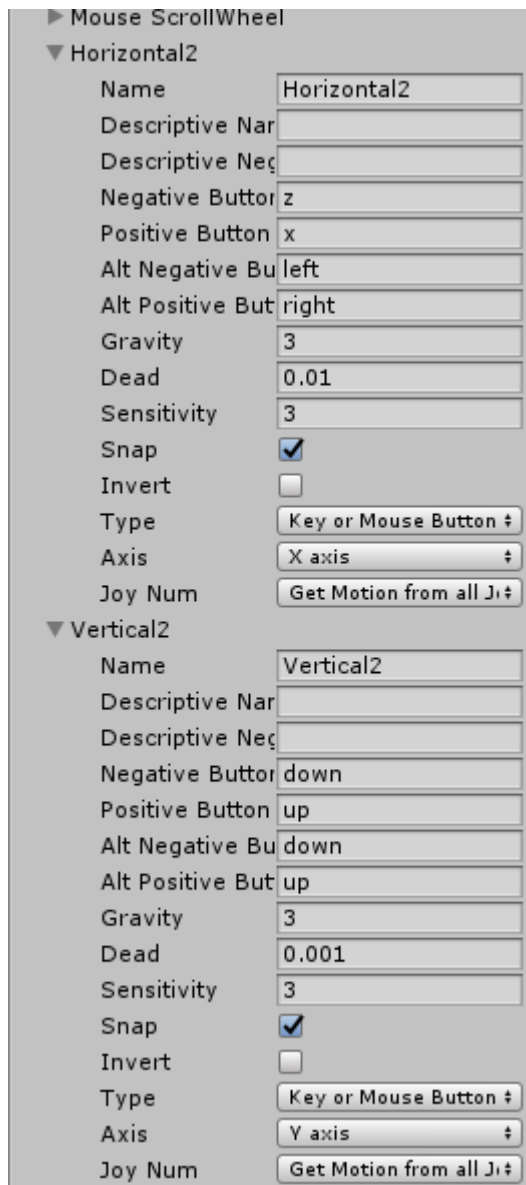 Mouse ScrollWheel
Horizontal2
Name Horizontal2
Descriptive Nar
Descriptive Neg
Negative Buttor z
Positive Button x
Alt Negative Bu left
Alt Positive But right
Gravity 3
Dead 0.01
Sensitivity 3
Snap
Invert
Type Key or Mouse Button
Axis X axis
Joy Num Get Motion from all J
Vertical2
Name Vertical2
Descriptive Nar
Descriptive Neg
Negative Buttor down
Positive Button up
Alt Negative Bu down
Alt Positive But up
Gravity 3
Dead 0.001
Sensitivity 3
Snap
Invert
Type Key or Mouse Button
Axis Y axis
Joy Num Get Motion from all J